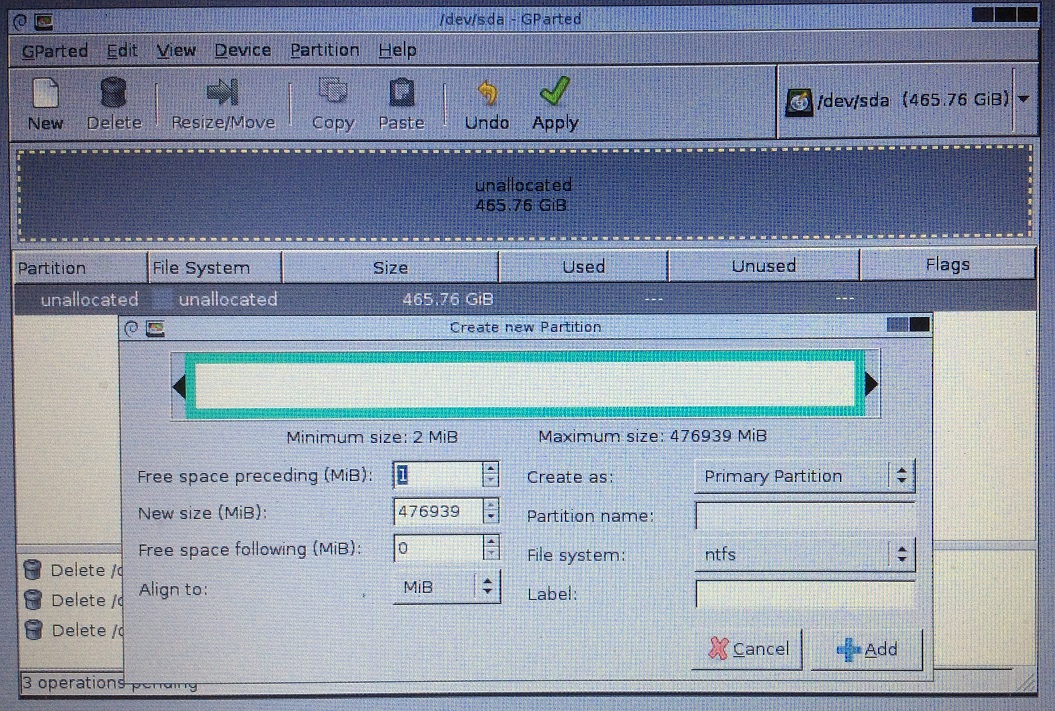 /dev/sda - GParted
GParted Edit View Device Partition Help
New Delete Resize/Move Copy Paste Undo Apply
/dev/sda (465.76 GiB)
unallocated
465.76 GiB
Partition File System Size Used Unused Flags
unallocated unallocated 465.76 GiB --- ---
Create new Partition
Minimum size: 2 MiB Maximum size: 476939 MiB
Free space preceding (MiB): 1
New size (MiB): 476939
Free space following (MiB): 0
Align to: MiB
Create as: Primary Partition
Partition name:
File system: ntfs
Label:
Cancel Add
Delete /d
Delete /d
Delete /d
3 operations pending